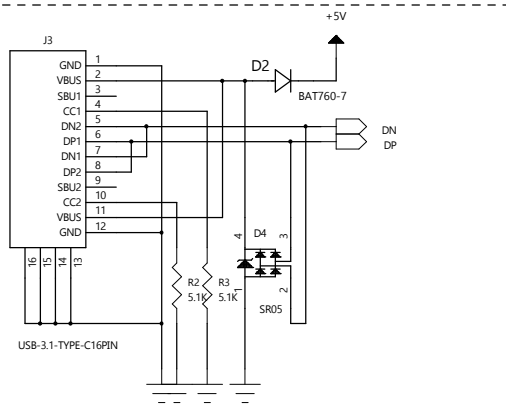 +5V
J3
D2
BAT760-7
GND 1
VBUS 2
SBU1 3
CC1 4
DN2 5
DP1 6
DN1 7
DP2 8
SBU2 9
CC2 10
VBUS 11
GND 12
DN
DP
16 15 14 13
R2
5.1K
R3
5.1K
4
D4
3
1
2
SR05
USB-3.1-TYPE-C16PIN